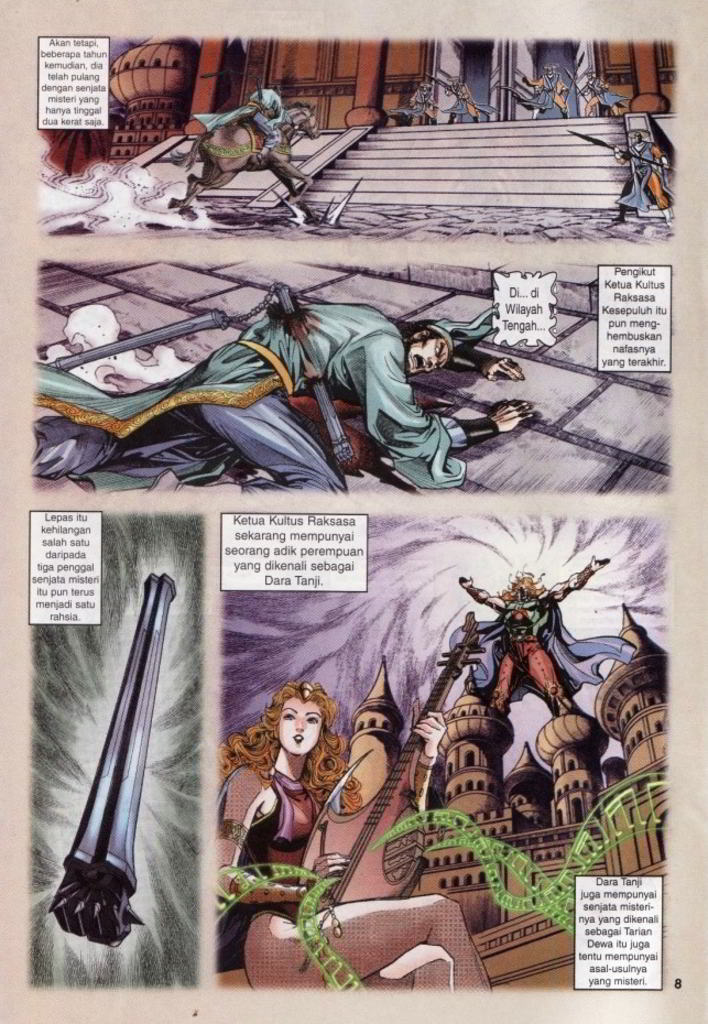 Akan tetapi,
beberapa tahun
kemudian, dia
telah pulang
dengan senjata
misteri yang
hanya tinggal
dua kerat saja.
Di... di
Wilayah
Tengah...
Pengikut
Ketua Kultus
Raksasa
Kesepuluh itu
pun meng-
hembuskan
nafasnya
yang terakhir.
Lepas itu
kehilangan
salah satu
daripada
tiga penggal
senjata misteri
itu pun terus
menjadi satu
rahsia.
Ketua Kultus Raksasa
sekarang mempunyai
seorang adik perempuan
yang dikenali sebagai
Dara Tanji.
Dara Tanji
juga mempunyai
senjata misteri-
nya yang dikenali
sebagai Tarian
Dewa itu juga
tentu mempunyai
asal-usulnya
yang misteri.
8